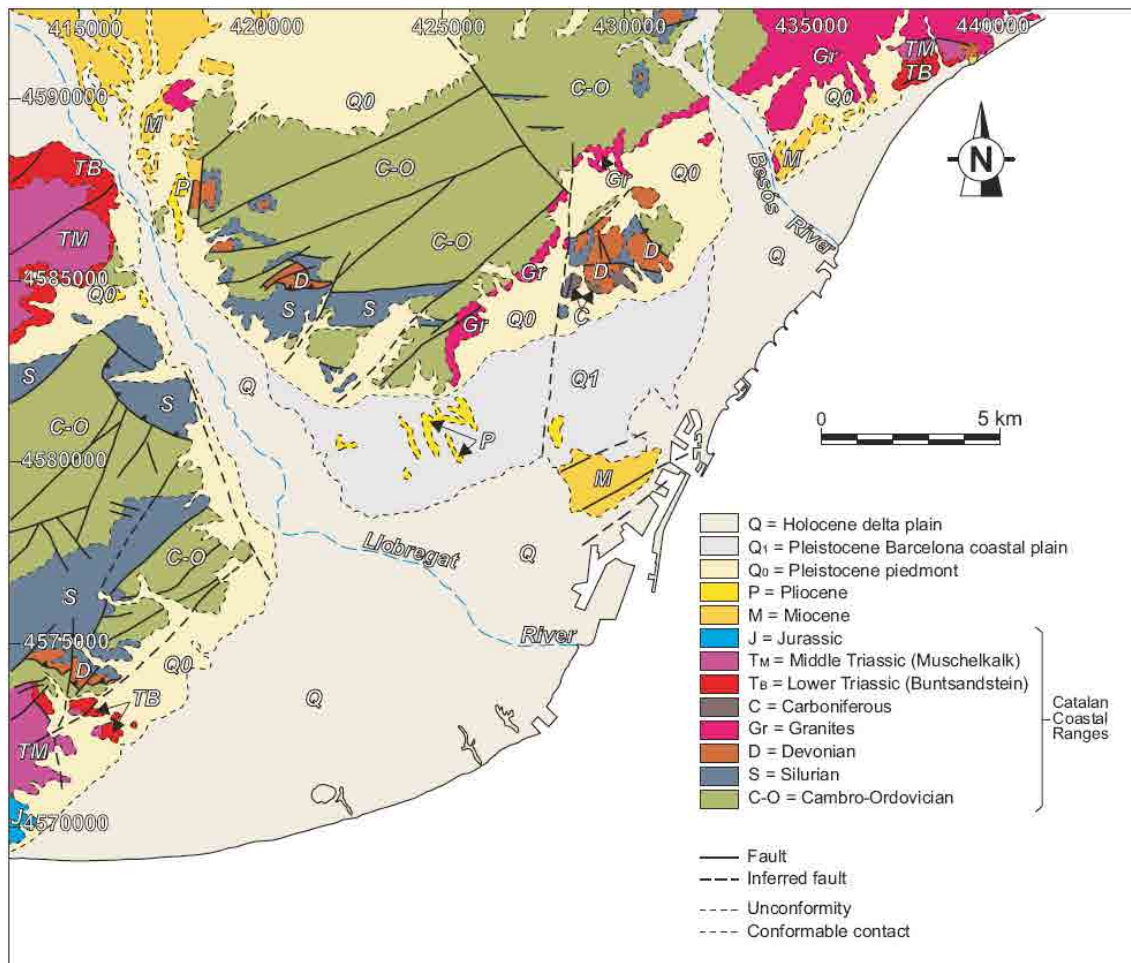 415000 420000 425000 430000 435000 440000
TM
Gr
TB
4590000
Q0
C-O
Q0
M
TB
C-O
Gr
Q0
M
Besòs
River
P
TM
C-O
D
D
Q
4585000
D
Gr
Q0
S
S
Gr
Q0
C
S
Q
Q1
C-O
S
P
4580000
M
C-O
Llobregat
Q
S
River
4575000
Q0
D
TB
Q
TM
J
4570000
N
0 5 km
Q = Holocene delta plain
Q1 = Pleistocene Barcelona coastal plain
Q0 = Pleistocene piedmont
P = Pliocene
M = Miocene
J = Jurassic
TM = Middle Triassic (Muschelkalk)
TB = Lower Triassic (Buntsandstein)
C = Carboniferous
Gr = Granites
D = Devonian
S = Silurian
C-O = Cambro-Ordovician
Catalan
Coastal
Ranges
Fault
Inferred fault
Unconformity
Conformable contact